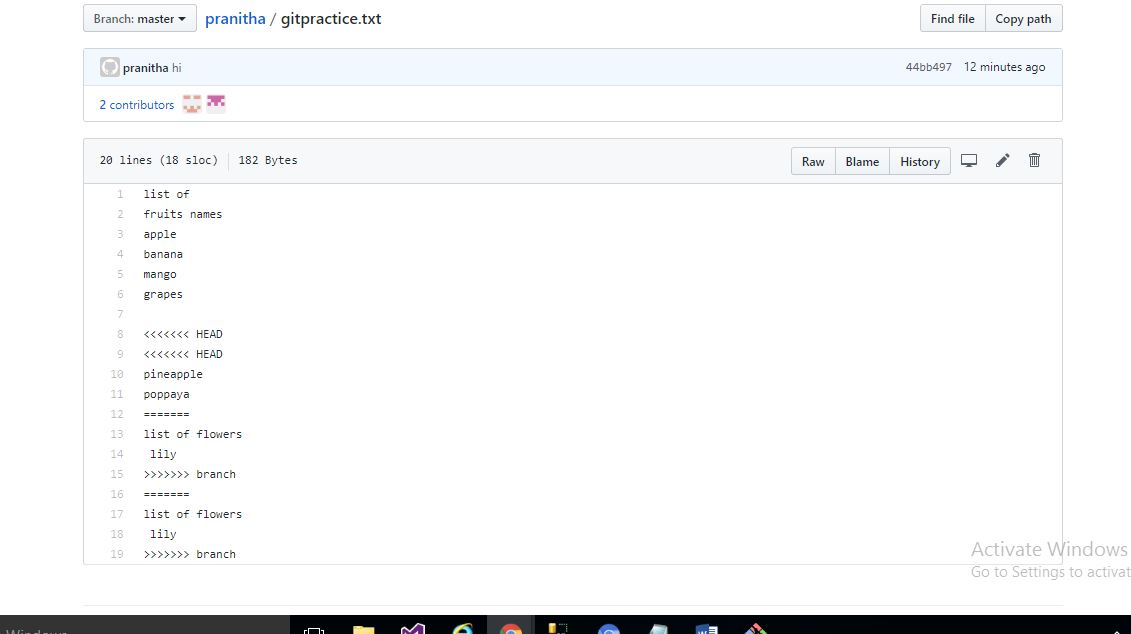 Branch: master pranitha / gitpractice.txt Find file Copy path
pranitha hi 44bb497 12 minutes ago
2 contributors
20 lines (18 sloc) 182 Bytes Raw Blame History
1 list of
2 fruits names
3 apple
4 banana
5 mango
6 grapes
7
8 <<<<<<< HEAD
9 <<<<<<< HEAD
10 pineapple
11 poppaya
12 =======
13 list of flowers
14 lily
15 >>>>>>> branch
16 =======
17 list of flowers
18 lily
19 >>>>>>> branch
Activate Windows
Go to Settings to activat